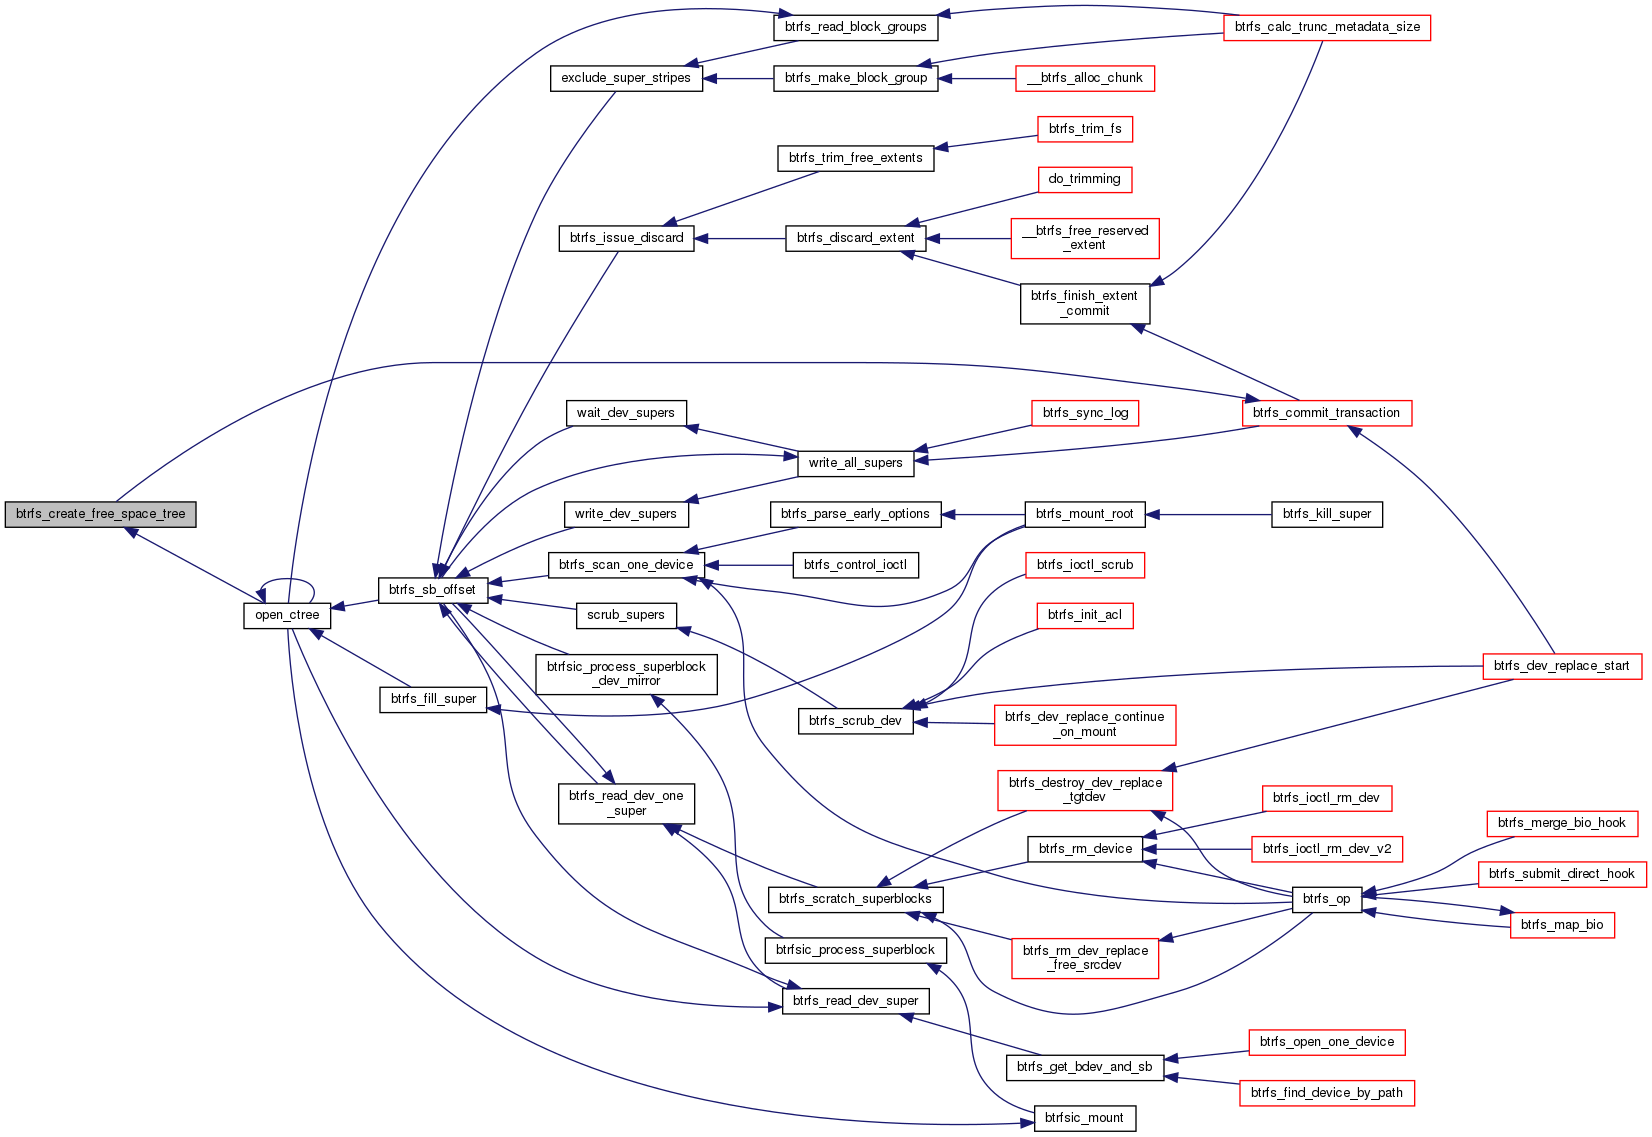 btrfs_read_block_groups
btrfs_calc_trunc_metadata_size
exclude_super_stripes
btrfs_make_block_group
__btrfs_alloc_chunk
btrfs_trim_fs
btrfs_trim_free_extents
do_trimming
btrfs_issue_discard
btrfs_discard_extent
__btrfs_free_reserved
_extent
btrfs_finish_extent
_commit
wait_dev_supers
btrfs_sync_log
btrfs_commit_transaction
write_all_supers
btrfs_create_free_space_tree
write_dev_supers
btrfs_parse_early_options
btrfs_mount_root
btrfs_kill_super
btrfs_scan_one_device
btrfs_control_ioctl
btrfs_ioctl_scrub
btrfs_sb_offset
open_ctree
scrub_supers
btrfs_init_acl
btrfsic_process_superblock
_dev_mirror
btrfs_dev_replace_start
btrfs_fill_super
btrfs_scrub_dev
btrfs_dev_replace_continue
_on_mount
btrfs_destroy_dev_replace
_tgtdev
btrfs_read_dev_one
_super
btrfs_ioctl_rm_dev
btrfs_merge_bio_hook
btrfs_rm_device
btrfs_ioctl_rm_dev_v2
btrfs_submit_direct_hook
btrfs_scratch_superblocks
btrfs_op
btrfs_map_bio
btrfsic_process_superblock
btrfs_rm_dev_replace
_free_srcdev
btrfs_read_dev_super
btrfs_open_one_device
btrfs_get_bdev_and_sb
btrfs_find_device_by_path
btrfsic_mount